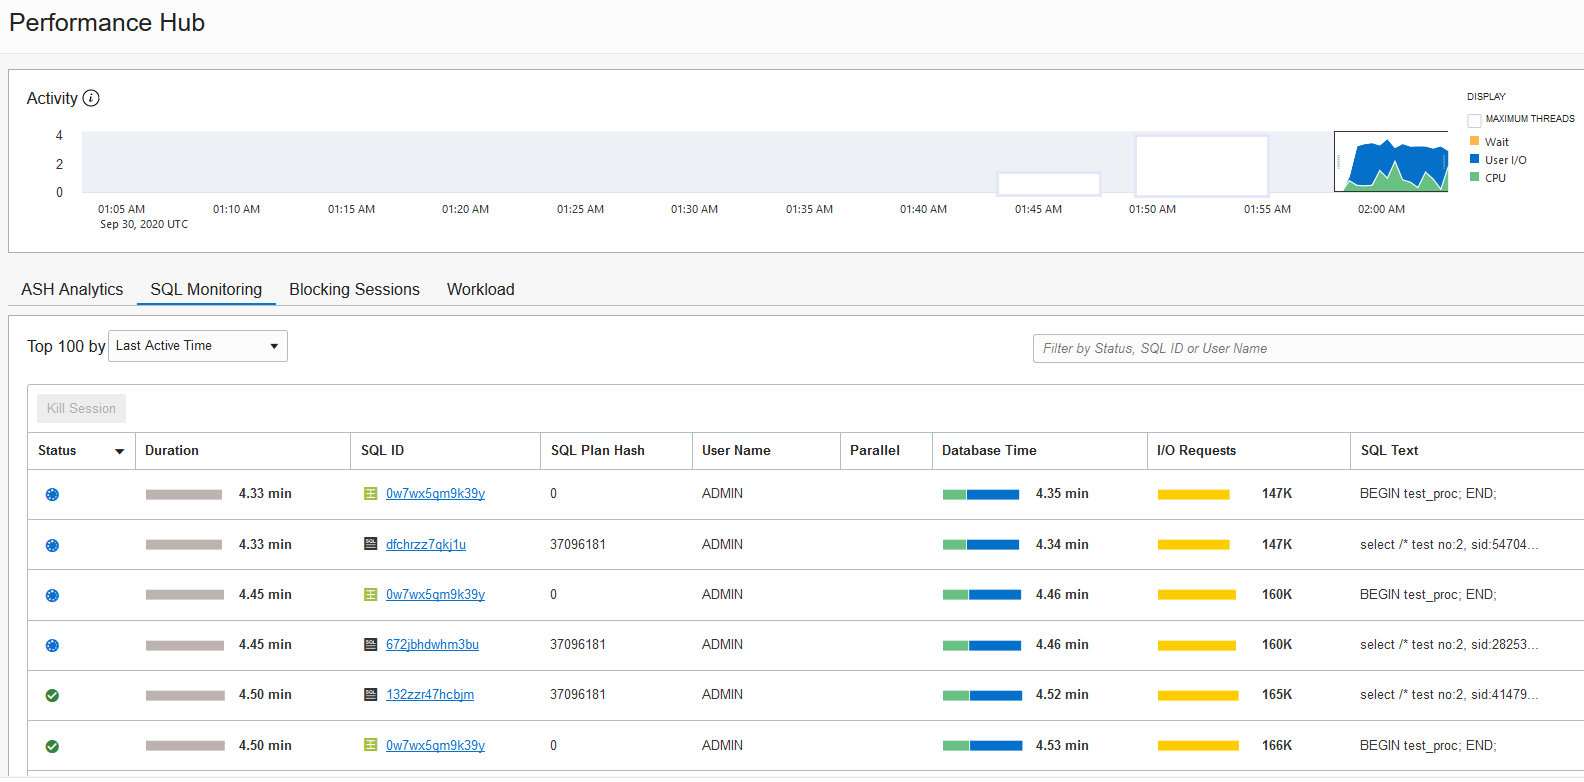 Performance Hub
Activity
DISPLAY
MAXIMUM THREADS
Wait
User I/O
CPU
4
2
0
01:05 AM 01:10 AM 01:15 AM 01:20 AM 01:25 AM 01:30 AM 01:35 AM 01:40 AM 01:45 AM 01:50 AM 01:55 AM 02:00 AM
Sep 30, 2020 UTC
ASH Analytics SQL Monitoring Blocking Sessions Workload
Top 100 by Last Active Time Filter by Status, SQL ID or User Name
Kill Session
Status Duration SQL ID SQL Plan Hash User Name Parallel Database Time I/O Requests SQL Text
4.33 min 0w7wx5qm9k39y 0 ADMIN 4.35 min 147K BEGIN test_proc; END;
4.33 min SQL dfchrzz7qkj1u 37096181 ADMIN 4.34 min 147K select /* test no:2, sid:54704...
4.45 min 0w7wx5qm9k39y 0 ADMIN 4.46 min 160K BEGIN test_proc; END;
4.45 min SQL 672jbhdwhm3bu 37096181 ADMIN 4.46 min 160K select /* test no:2, sid:28253...
4.50 min SQL 132zzr47hcbjm 37096181 ADMIN 4.52 min 165K select /* test no:2, sid:41479...
4.50 min 0w7wx5qm9k39y 0 ADMIN 4.53 min 166K BEGIN test_proc; END;